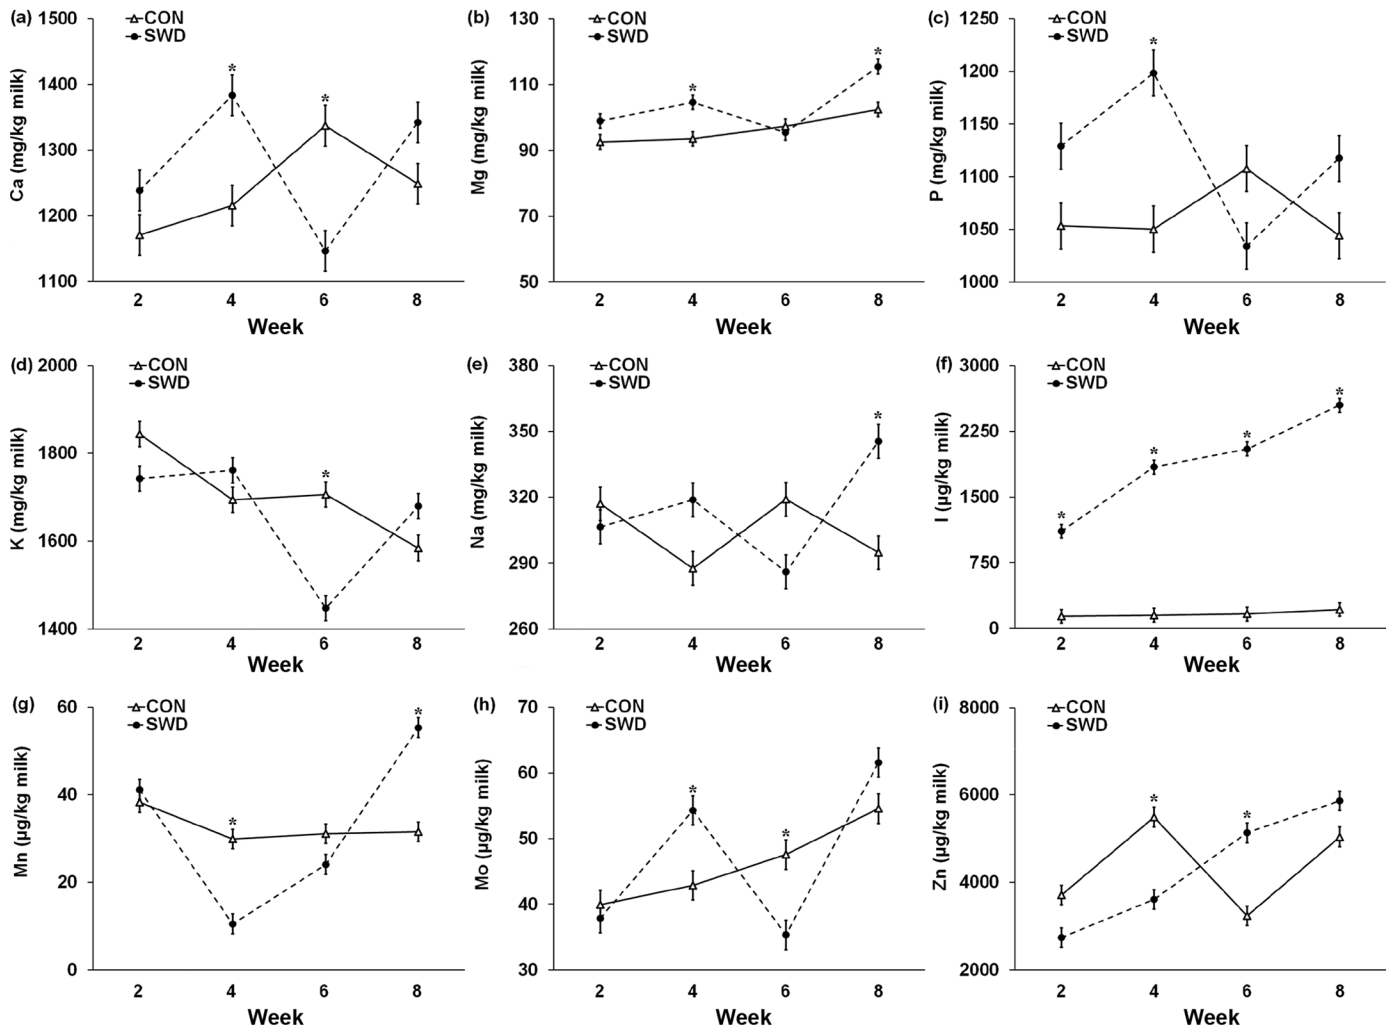 (a)
1500
1400
1300
1200
1100
Ca (mg/kg milk)
CON
SWD
*
*
2 4 6 8
Week
(b)
130
110
90
70
50
Mg (mg/kg milk)
CON
SWD
*
*
2 4 6 8
Week
(c)
1250
1200
1150
1100
1050
1000
P (mg/kg milk)
CON
SWD
*
2 4 6 8
Week
(d)
2000
1800
1600
1400
K (mg/kg milk)
CON
SWD
*
2 4 6 8
Week
(e)
380
350
320
290
260
Na (mg/kg milk)
CON
SWD
*
2 4 6 8
Week
(f)
3000
2250
1500
750
0
I (µg/kg milk)
CON
SWD
*
*
*
*
2 4 6 8
Week
(g)
60
40
20
0
Mn (µg/kg milk)
CON
SWD
*
*
2 4 6 8
Week
(h)
70
60
50
40
30
Mo (µg/kg milk)
CON
SWD
*
*
2 4 6 8
Week
(i)
8000
6000
4000
2000
Zn (µg/kg milk)
CON
SWD
*
*
2 4 6 8
Week